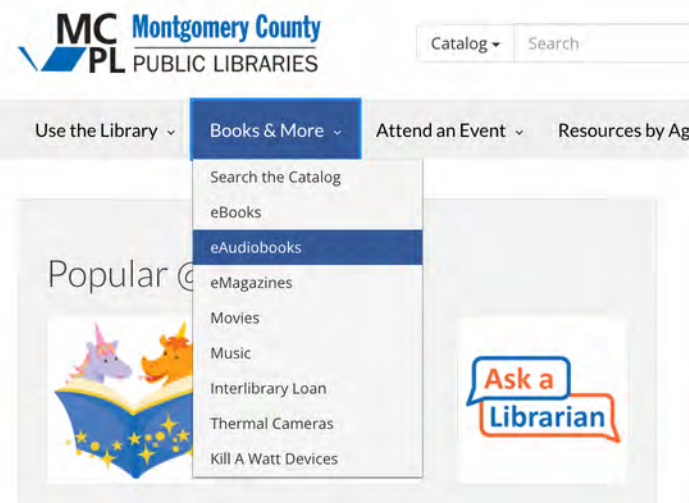 MC Montgomery County
PL PUBLIC LIBRARIES
Catalog Search
Use the Library Books & More Attend an Event Resources by Ag
Search the Catalog
eBooks
eAudiobooks
eMagazines
Movies
Music
Interlibrary Loan
Thermal Cameras
Kill A Watt Devices
Popular @
Ask a
Librarian